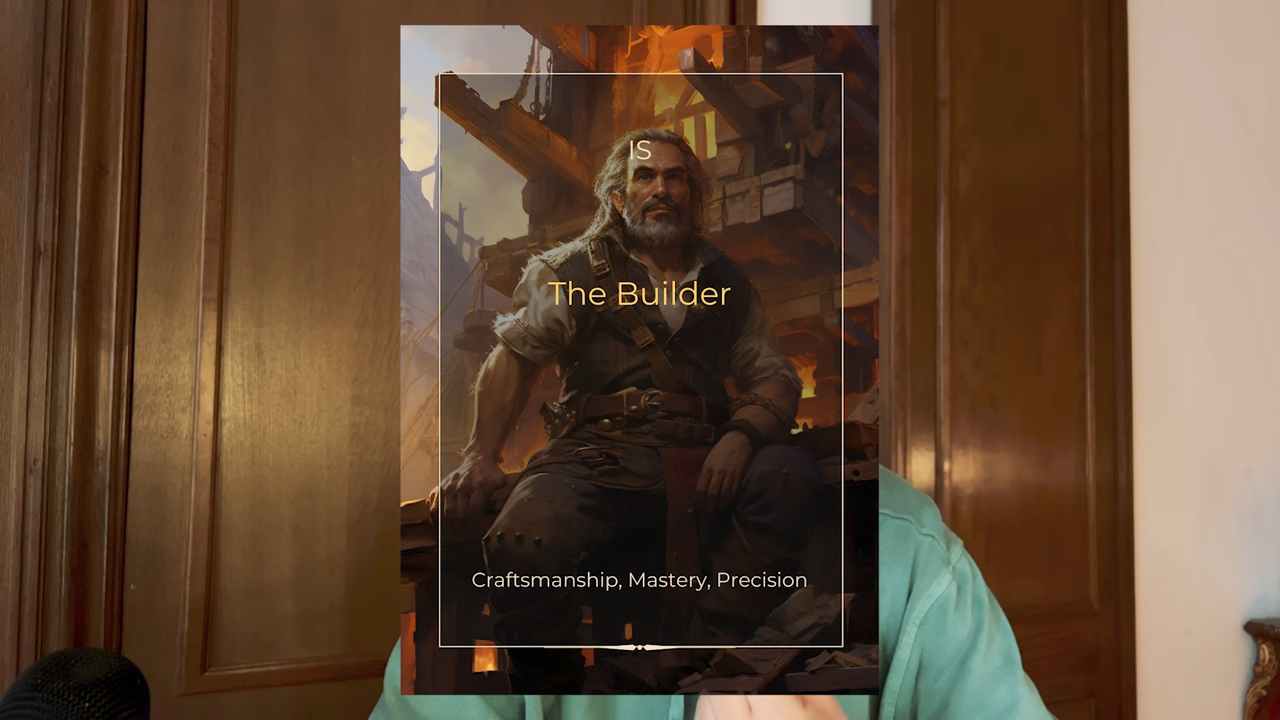 IS
The Builder
Craftsmanship, Mastery, Precision